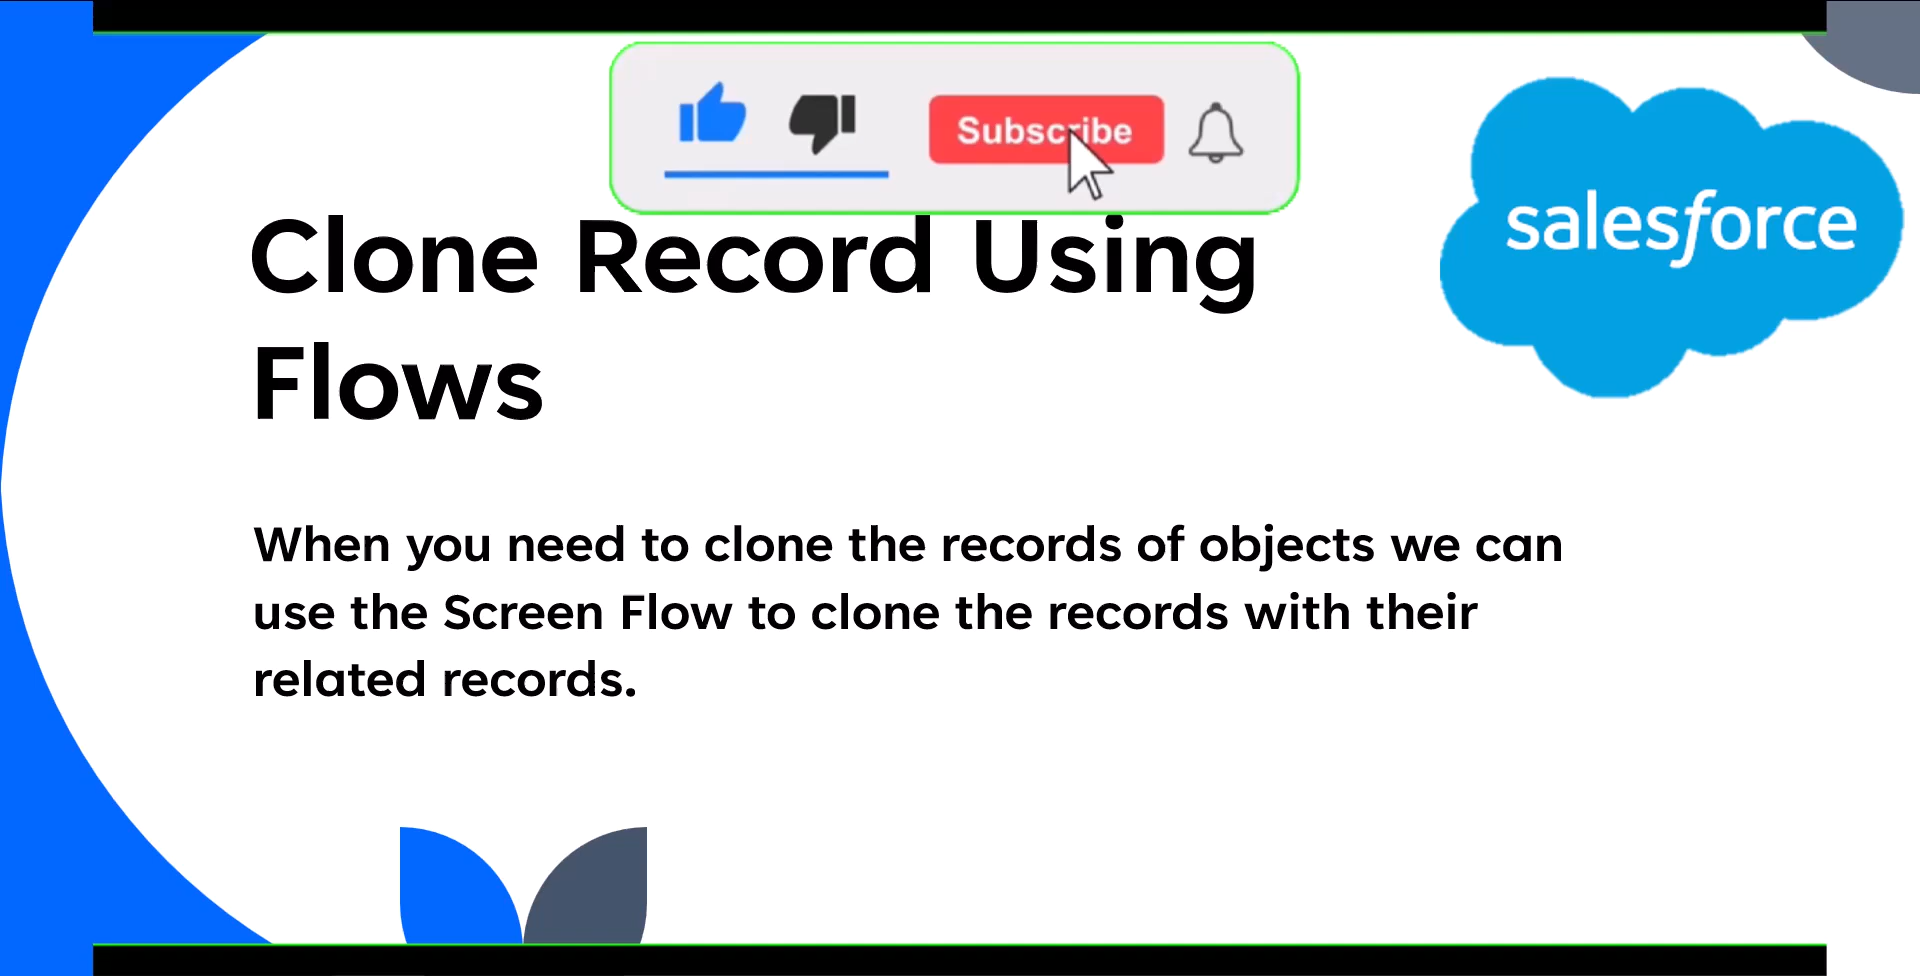 Subscribe
salesforce
Clone Record Using
Flows
When you need to clone the records of objects we can
use the Screen Flow to clone the records with their
related records.